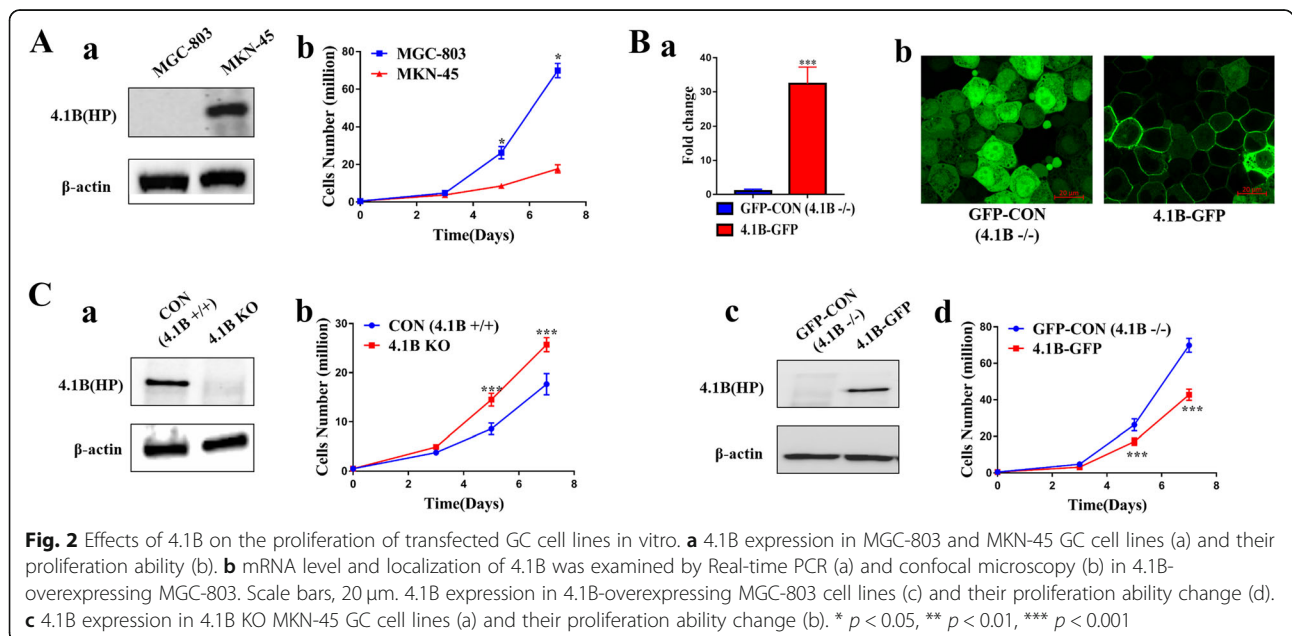 A
a
MGC-803
MKN-45
4.1B(HP)
β-actin
b
MGC-803
MKN-45
Cells Number (million)
80
60
40
20
0
*
*
0 2 4 6 8
Time(Days)
B
a
Fold change
40
30
20
10
0
***
GFP-CON (4.1B -/-)
4.1B-GFP
b
20 μm
20 μm
GFP-CON
(4.1B -/-)
4.1B-GFP
C
a
CON
(4.1B +/+)
4.1B KO
4.1B(HP)
β-actin
b
CON (4.1B +/+)
4.1B KO
Cells Number (million)
30
20
10
0
***
***
0 2 4 6 8
Time(Days)
c
GFP-CON
(4.1B -/-)
4.1B-GFP
4.1B(HP)
β-actin
d
GFP-CON (4.1B -/-)
4.1B-GFP
Cells Number (million)
80
60
40
20
0
***
***
0 2 4 6 8
Time(Days)
Fig. 2 Effects of 4.1B on the proliferation of transfected GC cell lines in vitro. a 4.1B expression in MGC-803 and MKN-45 GC cell lines (a) and their
proliferation ability (b). b mRNA level and localization of 4.1B was examined by Real-time PCR (a) and confocal microscopy (b) in 4.1B-
overexpressing MGC-803. Scale bars, 20 μm. 4.1B expression in 4.1B-overexpressing MGC-803 cell lines (c) and their proliferation ability change (d).
c 4.1B expression in 4.1B KO MKN-45 GC cell lines (a) and their proliferation ability change (b). * p < 0.05, ** p < 0.01, *** p < 0.001